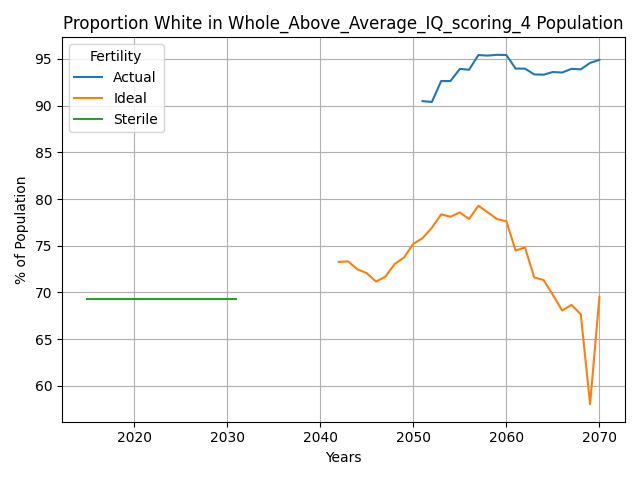 Proportion White in Whole_Above_Average_IQ_scoring_4 Population
Fertility
Actual
Ideal
Sterile
% of Population
95
90
85
80
75
70
65
60
2020 2030 2040 2050 2060 2070
Years